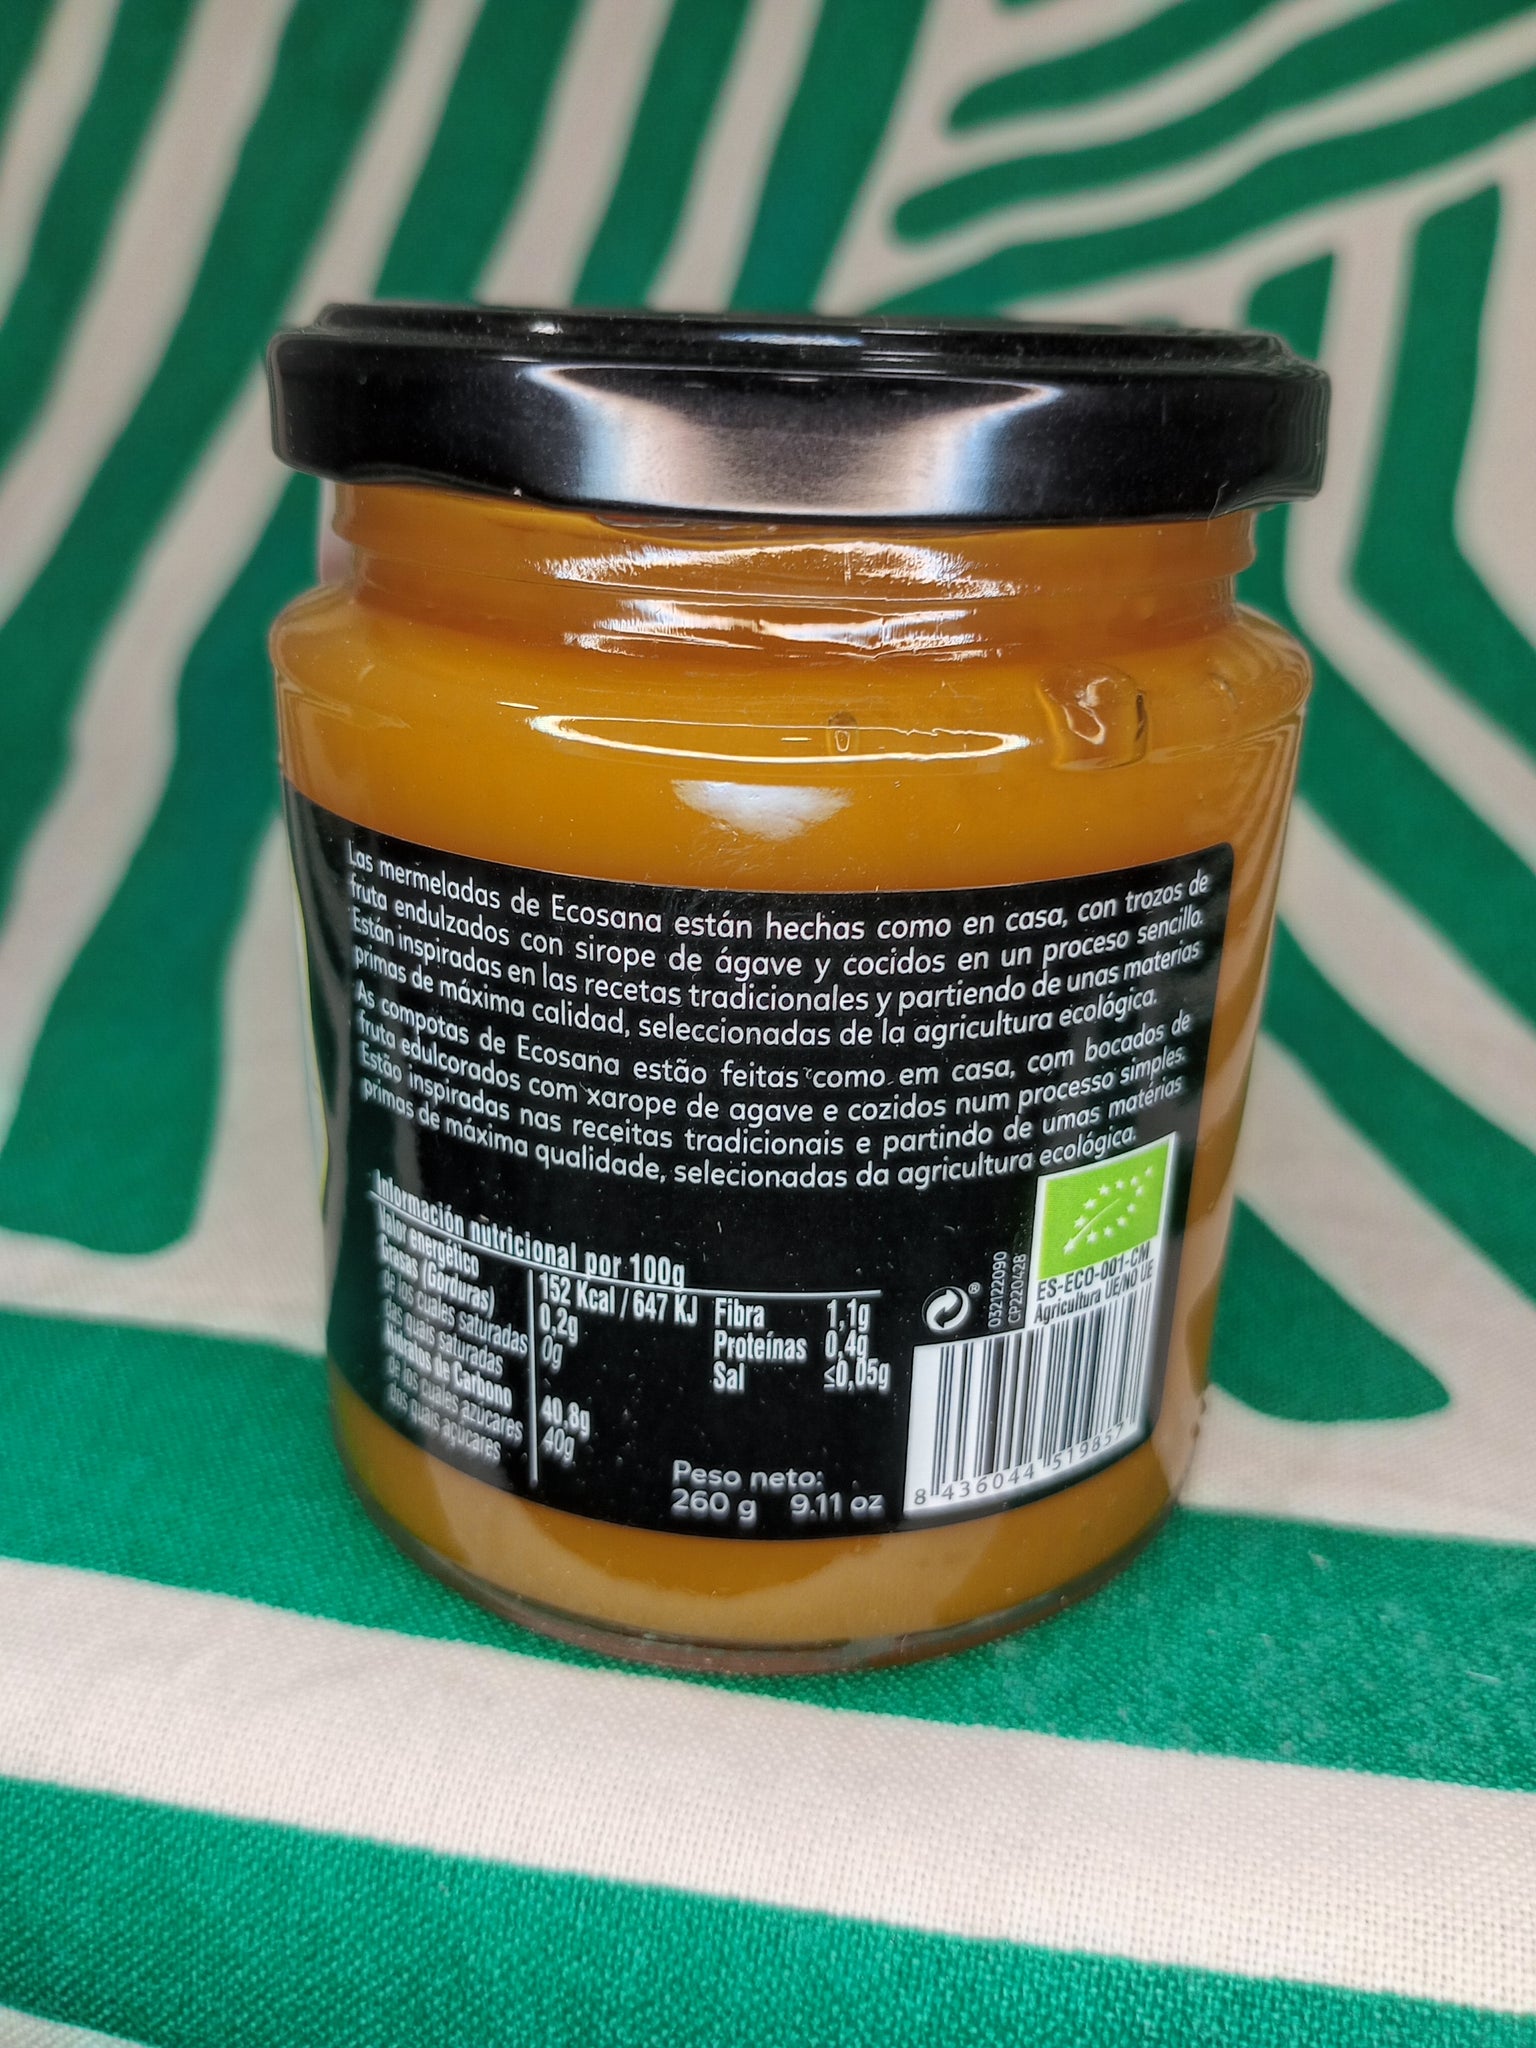 Las mermeladas de Ecosana están hechas como en casa, con trozos de
fruta endulzados con sirope de ágave y cocidos en un proceso sencillo.
Están inspiradas en las recetas tradicionales y partiendo de unas materias
primas de máxima calidad, seleccionadas de la agricultura ecológica.
As compotas de Ecosana estão feitas como em casa, com bocados de
fruta edulcorados com xarope de agave e cozidos num processo simples.
Estão inspiradas nas receitas tradicionais e partindo de umas matérias
primas de máxima qualidade, selecionadas da agricultura ecológica.
Información nutricional por 100g
Valor energético 152 Kcal / 647 KJ
Grasas (Gorduras) 0,2g
de los cuales saturadas 0g
das quais saturadas
Hidratos de Carbono 40,8g
de los cuales azúcares 40g
dos quais açúcares
Fibra 1,1g
Proteínas 0,4g
Sal ≤0,05g
Peso neto:
260 g 9.11 oz
®
032122090
CP220428
ES-ECO-001-CM
Agricultura UE/NO UE
8 436044 519857